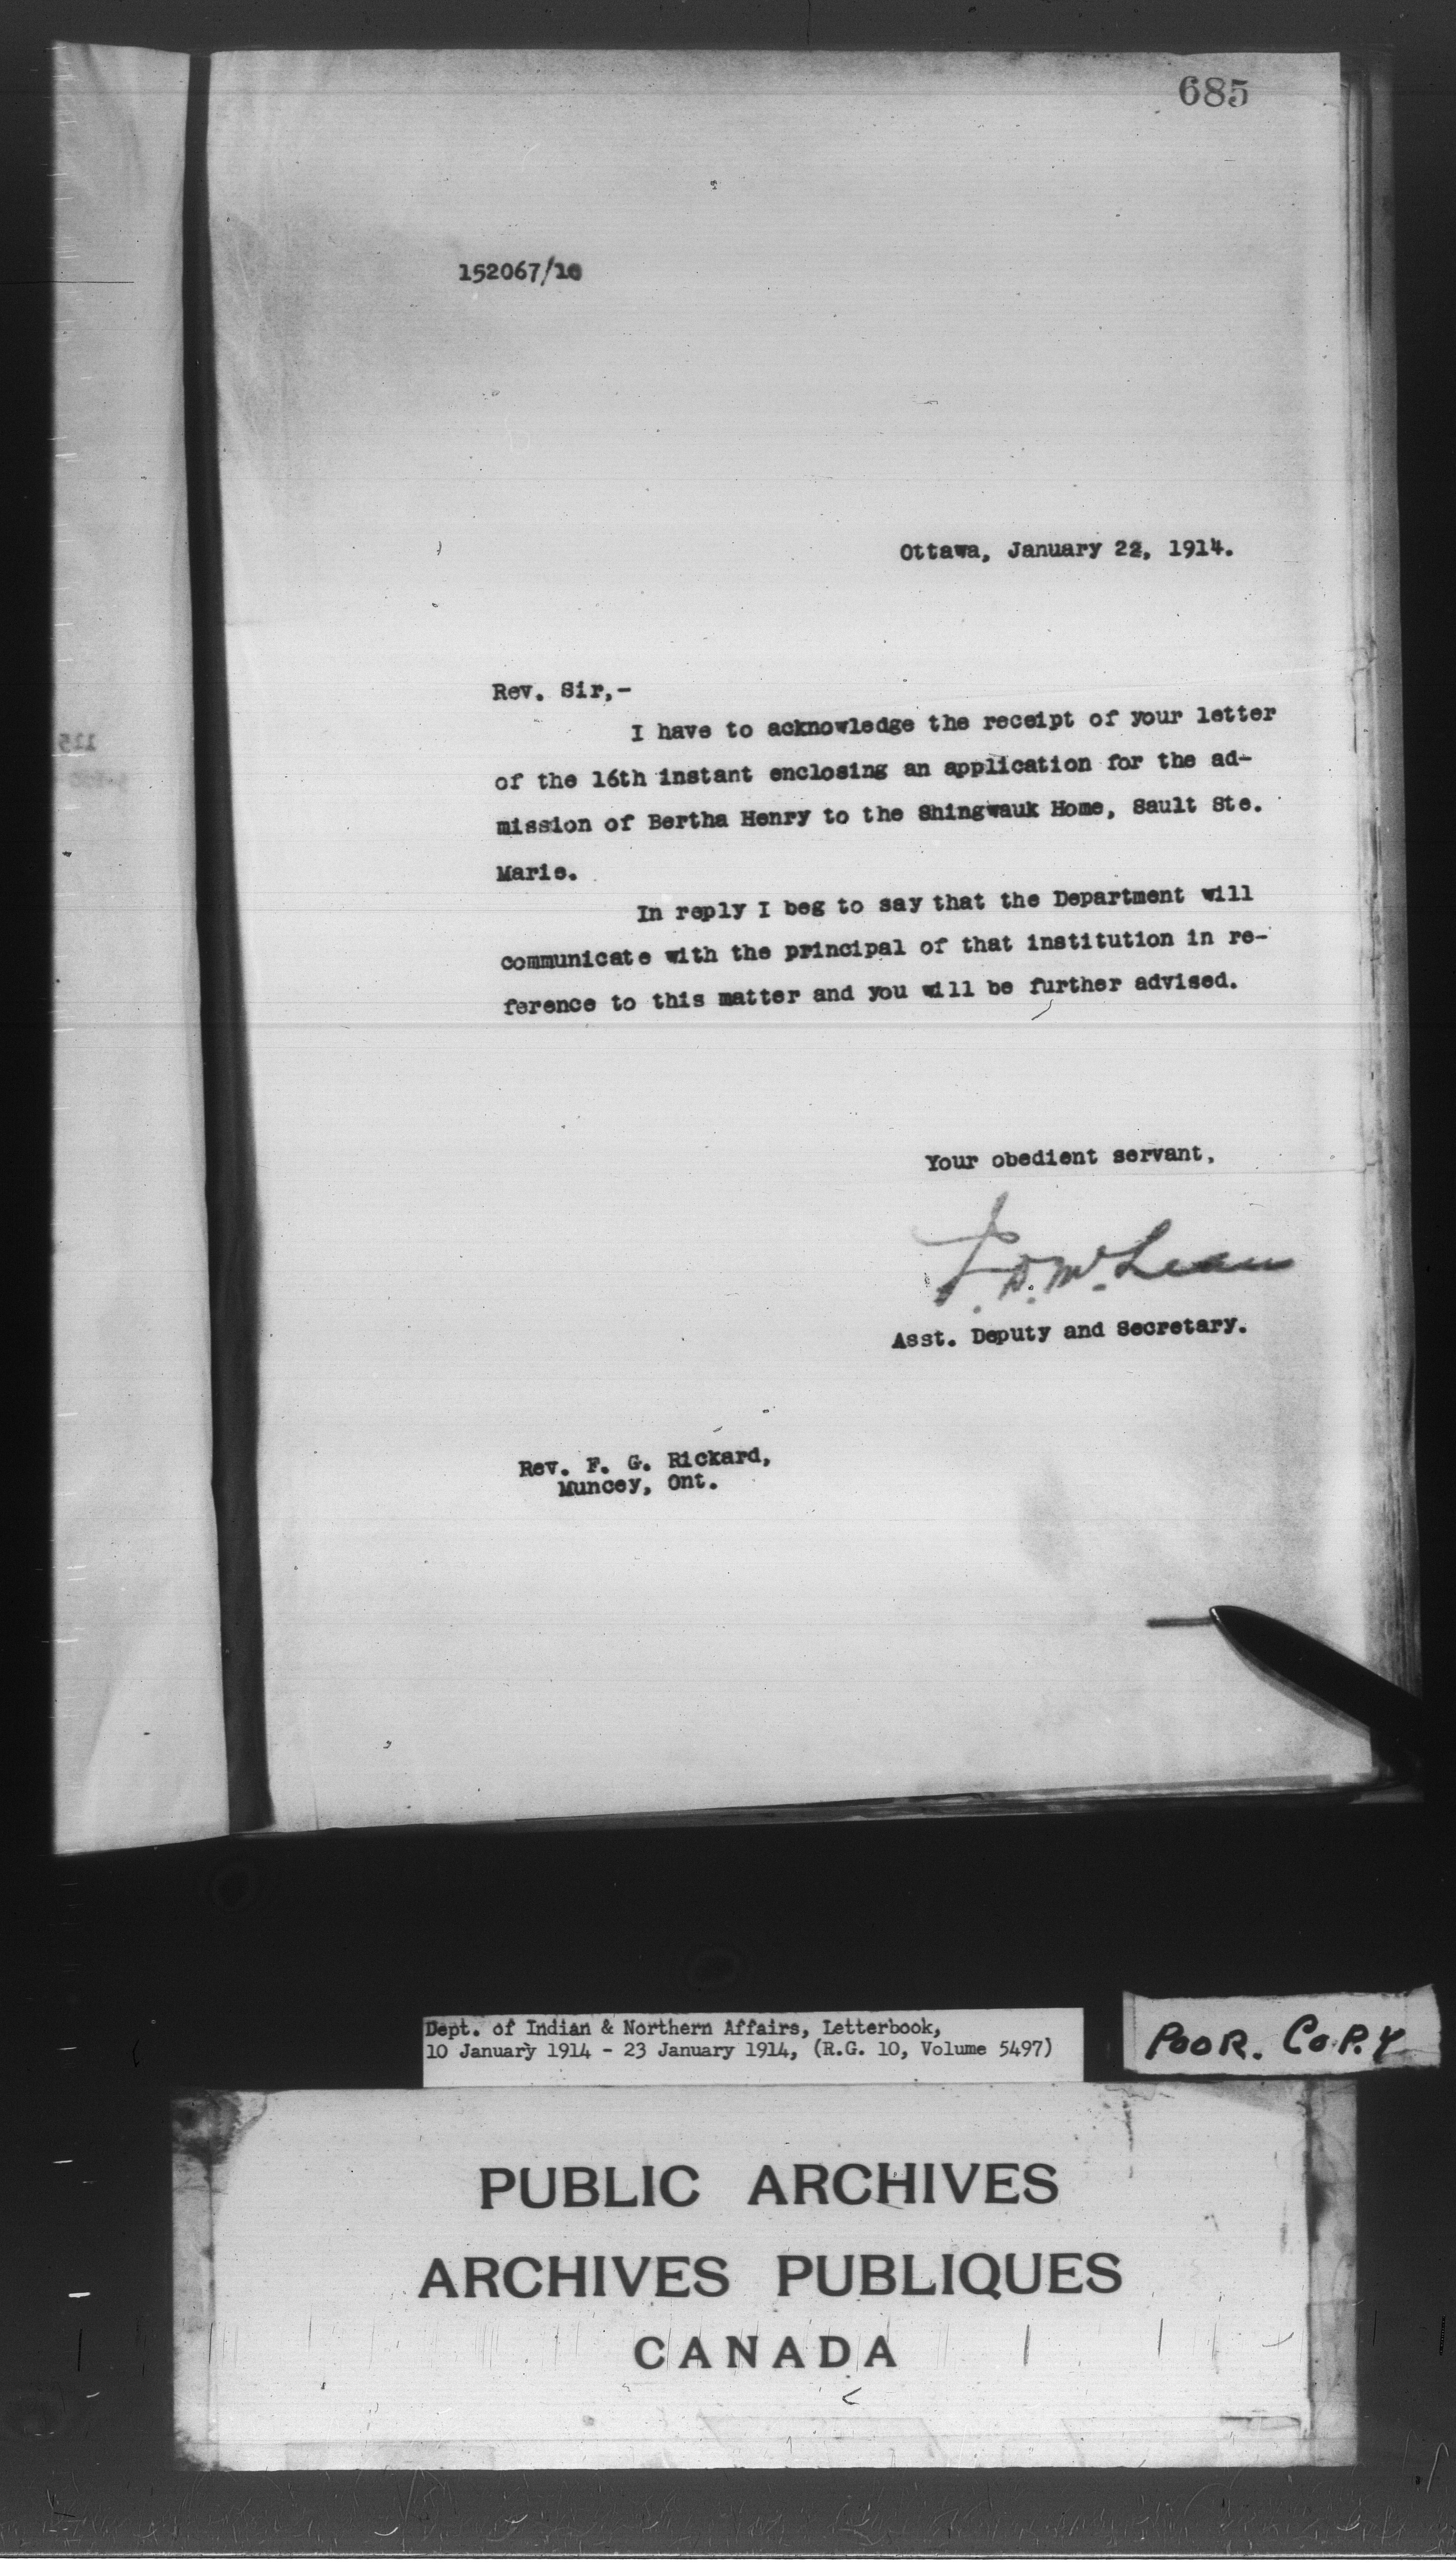 685
152067/10
Ottawa, January 22, 1914.
Rev. Sir,-
I have to acknowledge the receipt of your letter
of the 16th instant enclosing an application for the ad-
mission of Bertha Henry to the Shingwauk Home, Sault Ste.
Marie.
In reply I beg to say that the Department will
communicate with the principal of that institution in re-
ference to this matter and you will be further advised.
Your obedient servant,
J. D. McLean
Asst. Deputy and Secretary.
Rev. F. G. Rickard,
Muncey, Ont.
Dept. of Indian & Northern Affairs, Letterbook,
10 January 1914 - 23 January 1914, (R.G. 10, Volume 5497)
POOR. COPY
PUBLIC ARCHIVES
ARCHIVES PUBLIQUES
CANADA